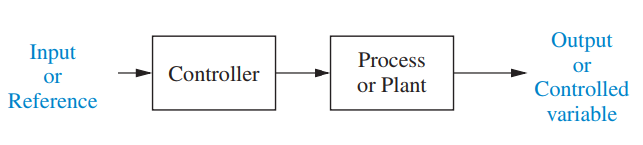 Input
or
Reference
Controller
Process
or Plant
Output
or
Controlled
variable